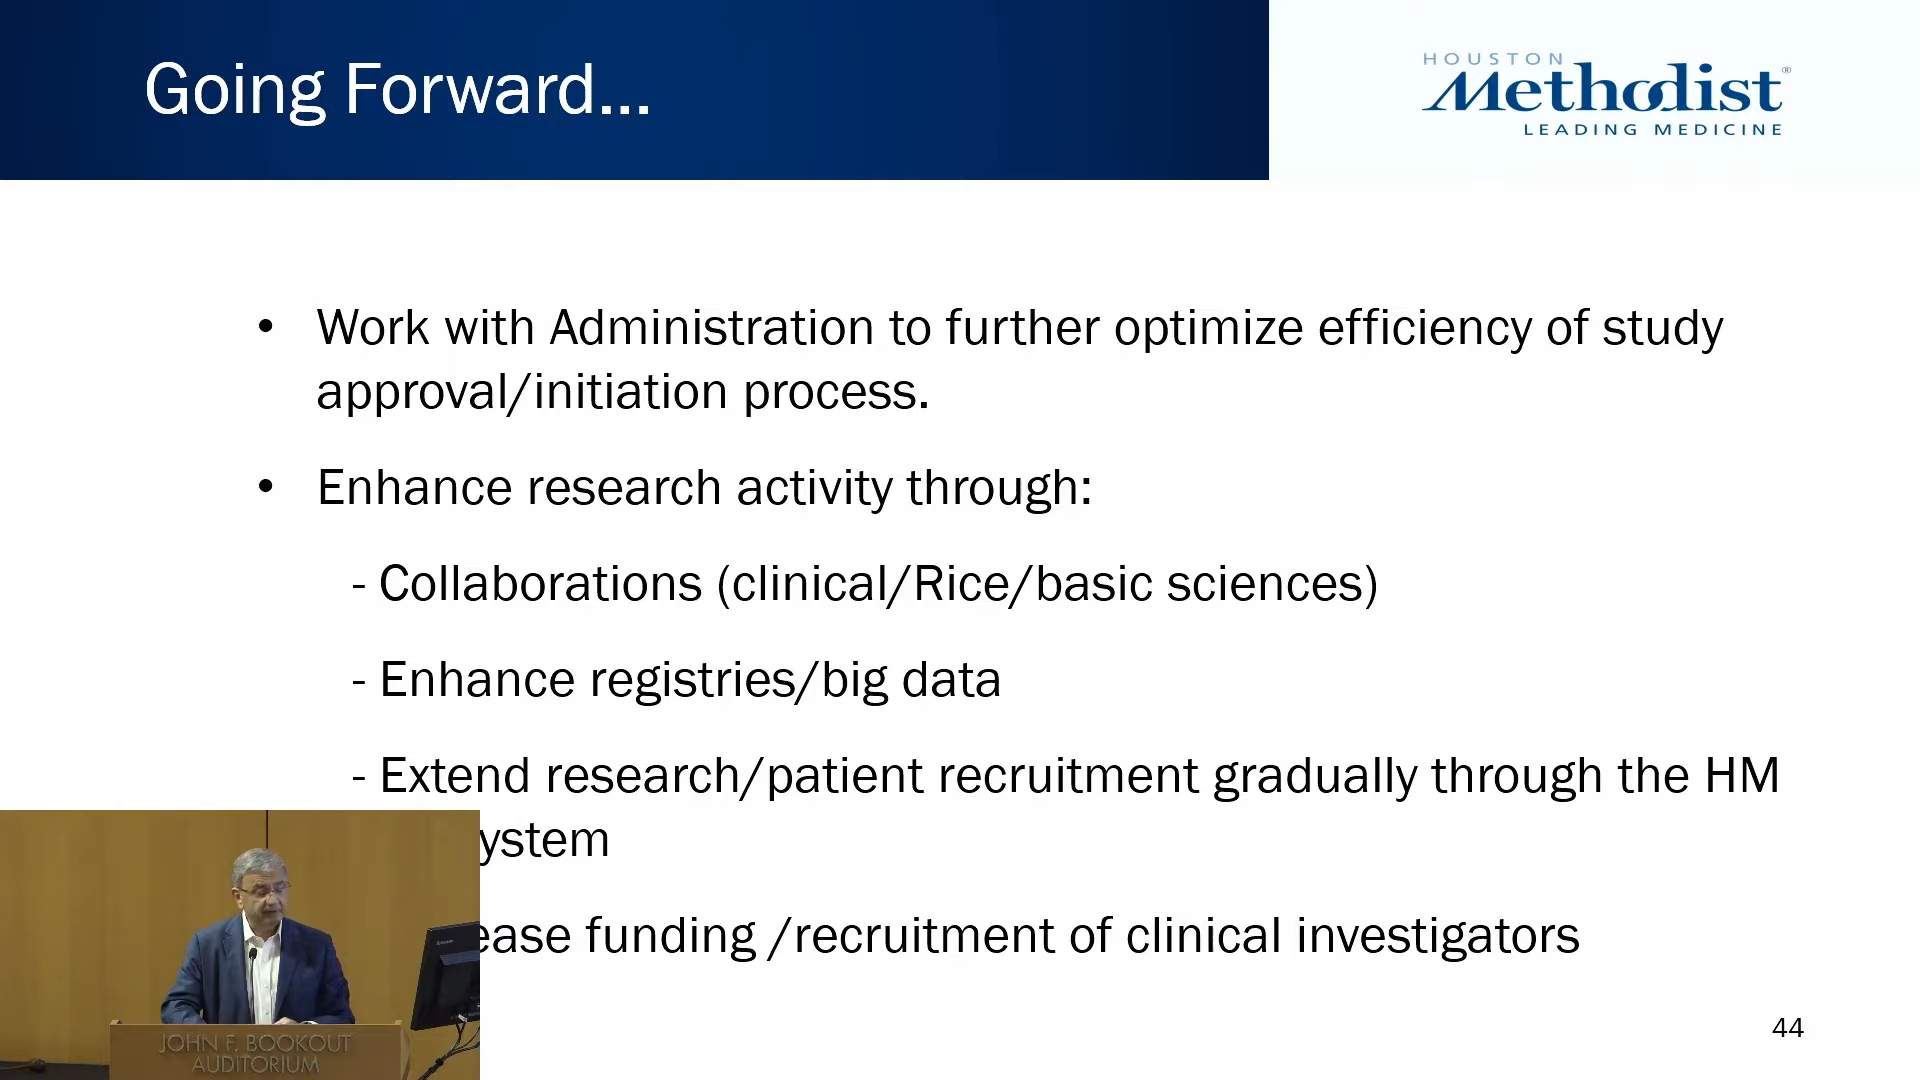 Going Forward...
HOUSTON
Methodist®
LEADING MEDICINE
• Work with Administration to further optimize efficiency of study
approval/initiation process.
• Enhance research activity through:
- Collaborations (clinical/Rice/basic sciences)
- Enhance registries/big data
- Extend research/patient recruitment gradually through the HM
ystem
ease funding /recruitment of clinical investigators
JOHN F. BOOKOUT
AUDITORIUM
44